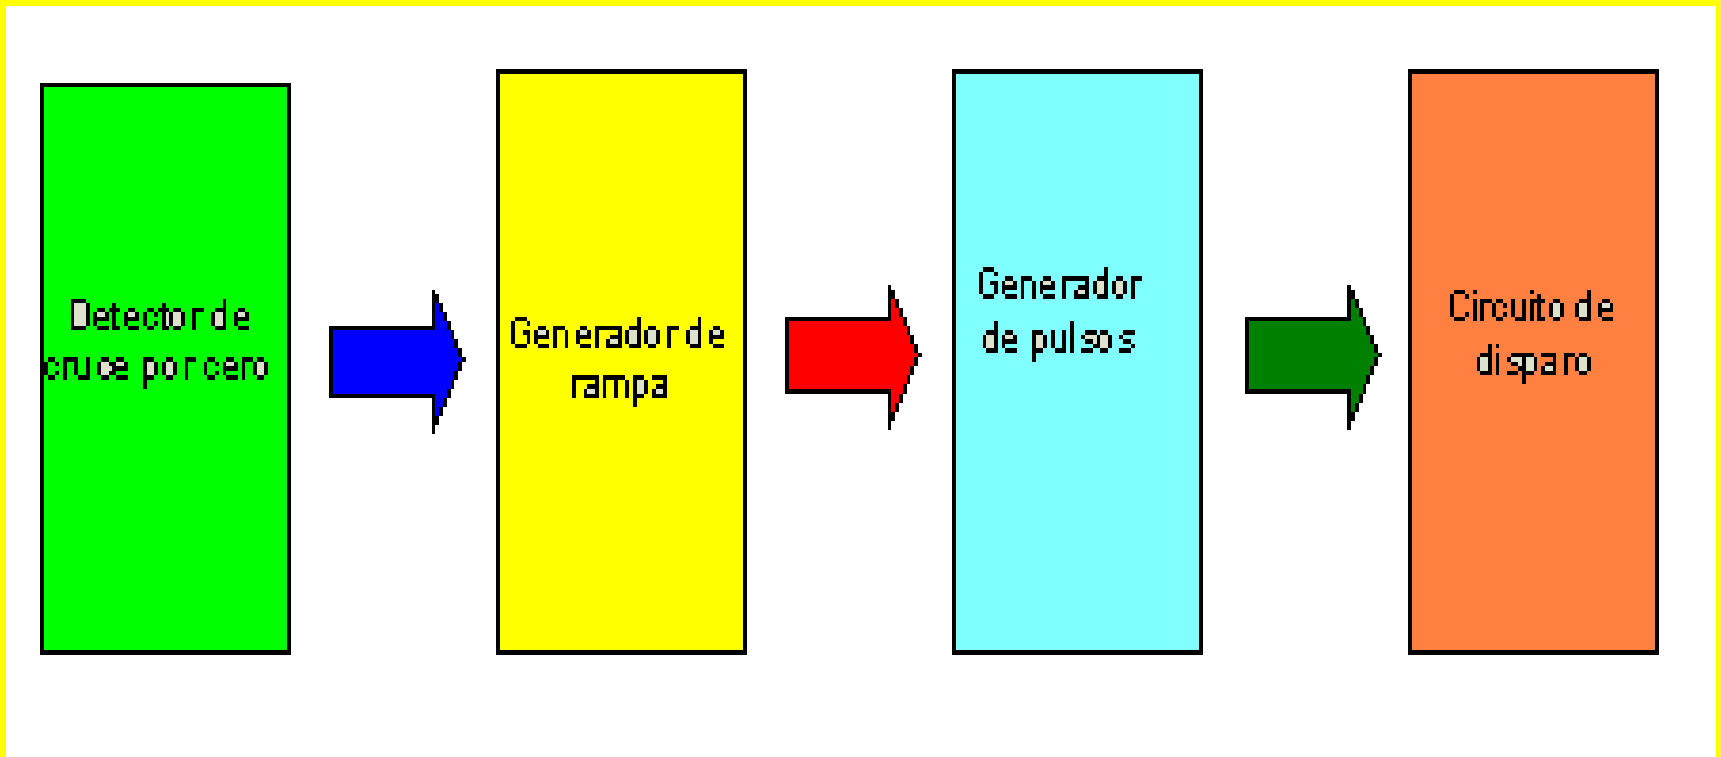 Detector de
cruce por cero
Generador de
rampa
Generador
de pulsos
Circuito de
disparo